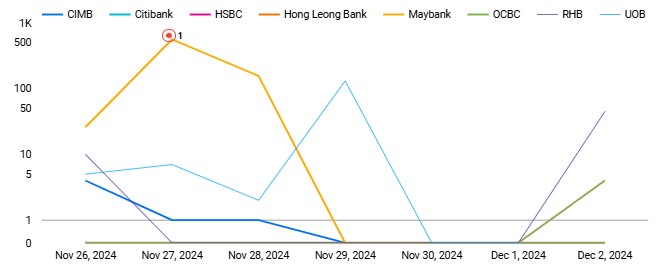 CIMB Citibank HSBC Hong Leong Bank Maybank OCBC RHB UOB
1K
500
1
100
50
10
5
1
0
Nov 26, 2024 Nov 27, 2024 Nov 28, 2024 Nov 29, 2024 Nov 30, 2024 Dec 1, 2024 Dec 2, 2024